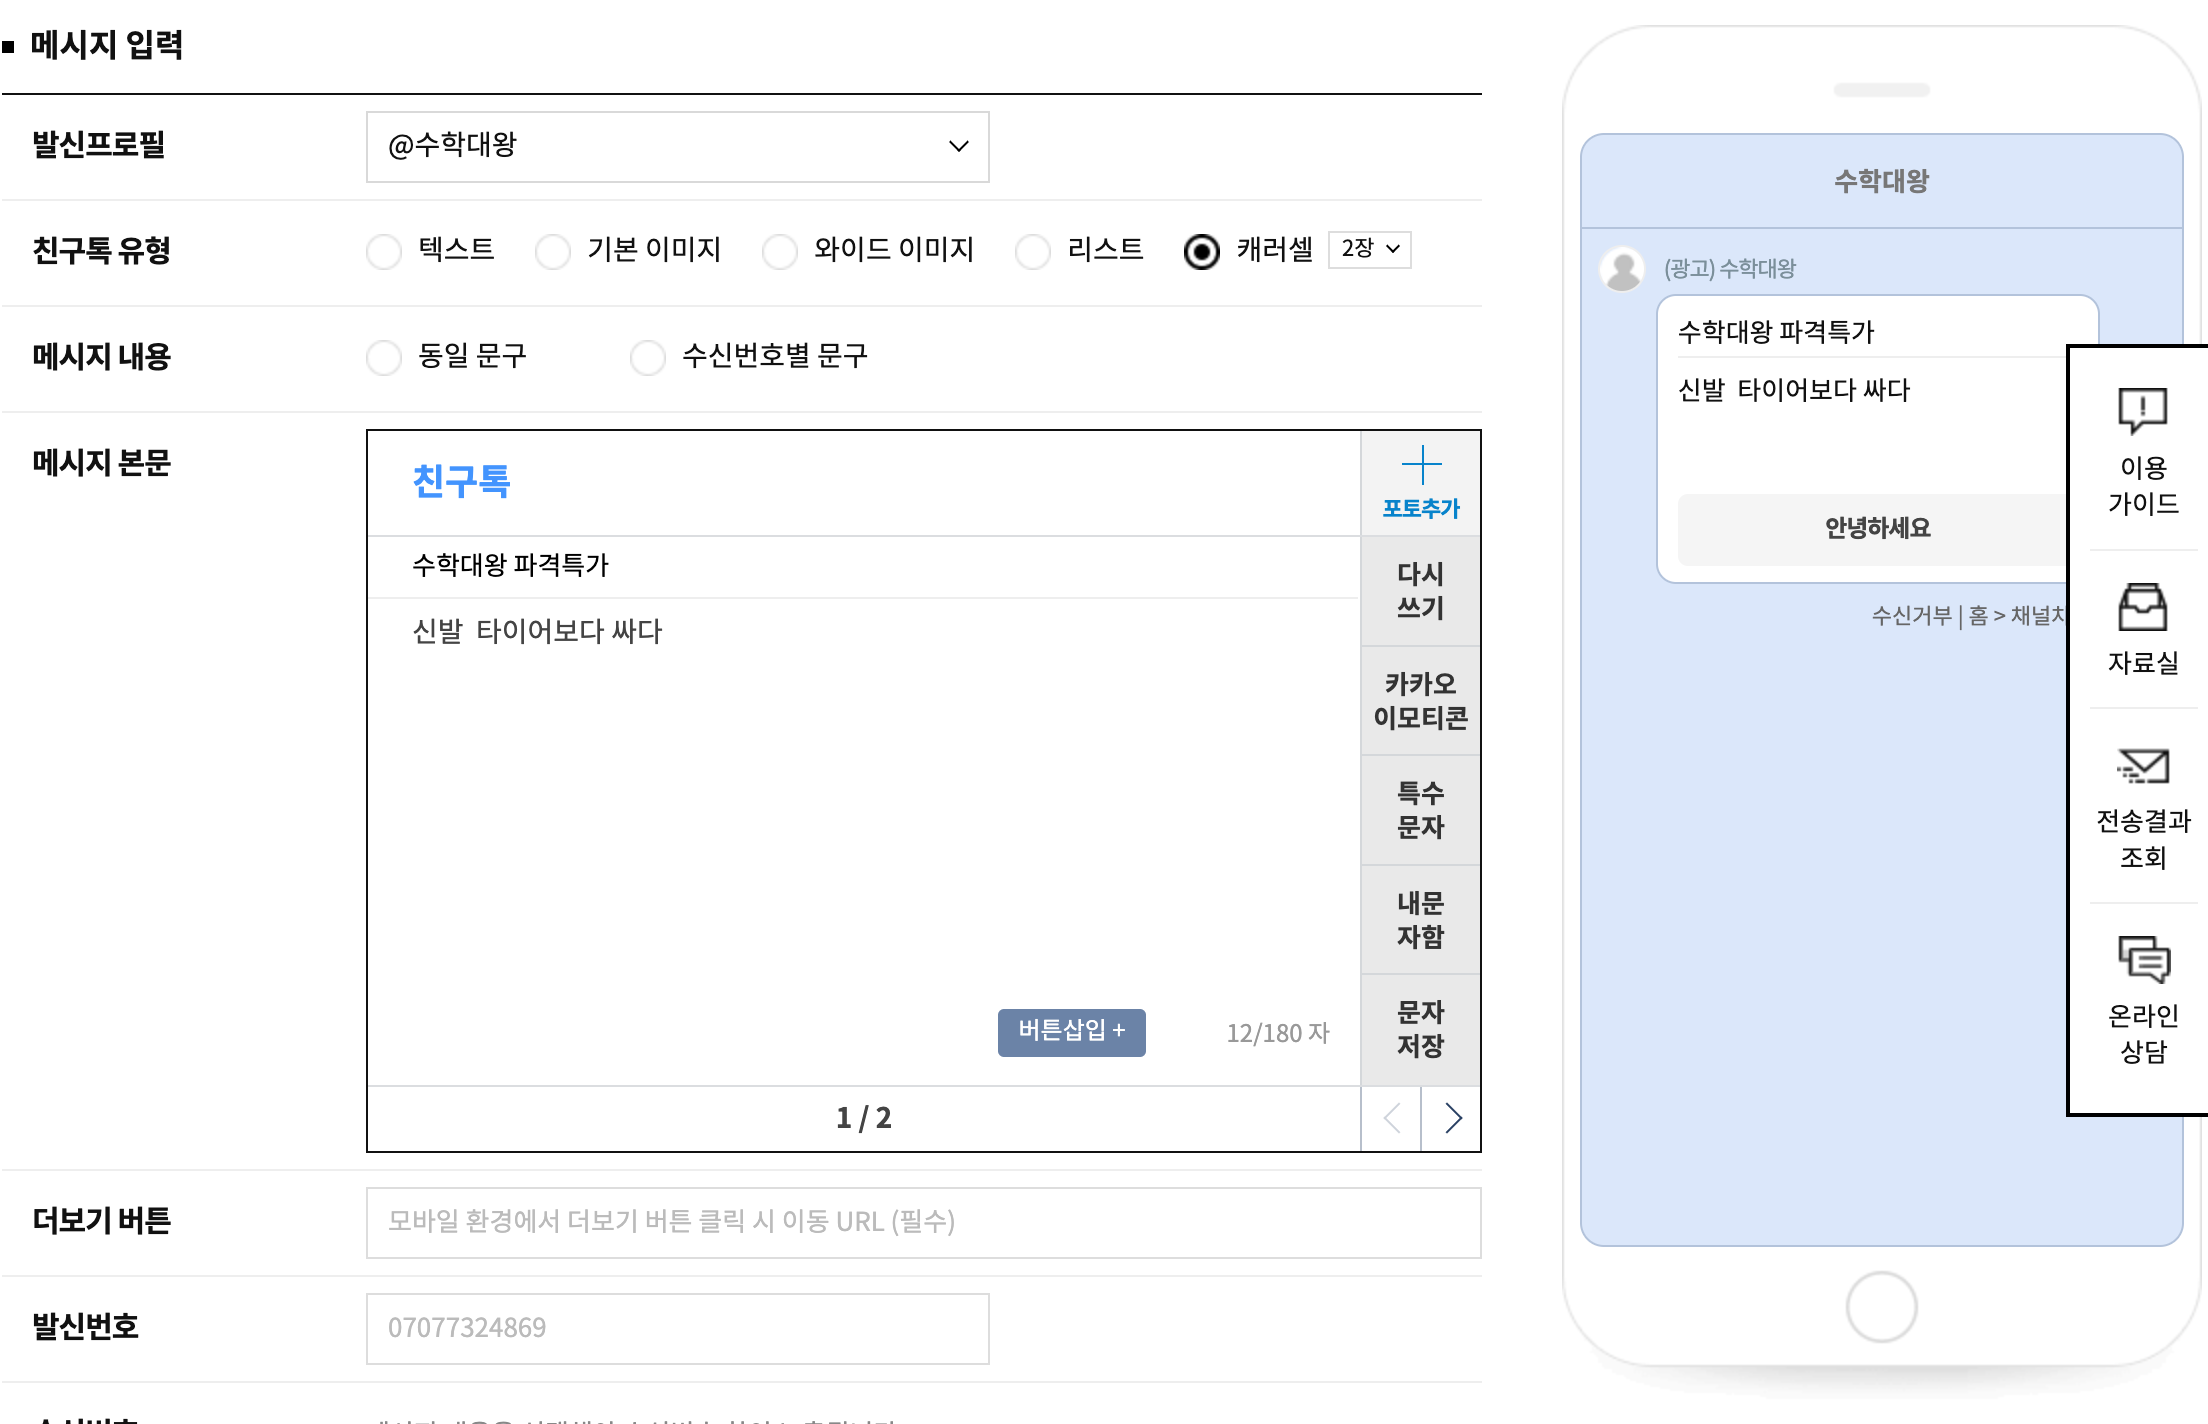 메시지 입력
발신프로필
@수학대왕
친구톡 유형
텍스트
기본 이미지
와이드 이미지
리스트
캐러셀
2장
메시지 내용
동일 문구
수신번호별 문구
메시지 본문
친구톡
수학대왕 파격특가
신발 타이어보다 싸다
버튼삽입 +
12/180 자
1 / 2
포토추가
다시
쓰기
카카오
이모티콘
특수
문자
내문
자함
문자
저장
더보기 버튼
모바일 환경에서 더보기 버튼 클릭 시 이동 URL (필수)
발신번호
07077324869
수학대왕
(광고) 수학대왕
수학대왕 파격특가
신발 타이어보다 싸다
안녕하세요
수신거부 | 홈 > 채널차
이용
가이드
자료실
전송결과
조회
온라인
상담